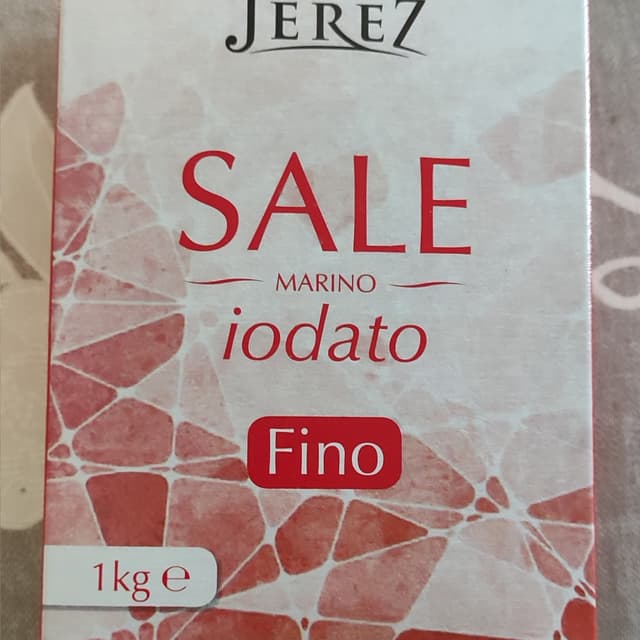 JEREZ
SALE
MARINO
iodato
Fino
1kg ℮